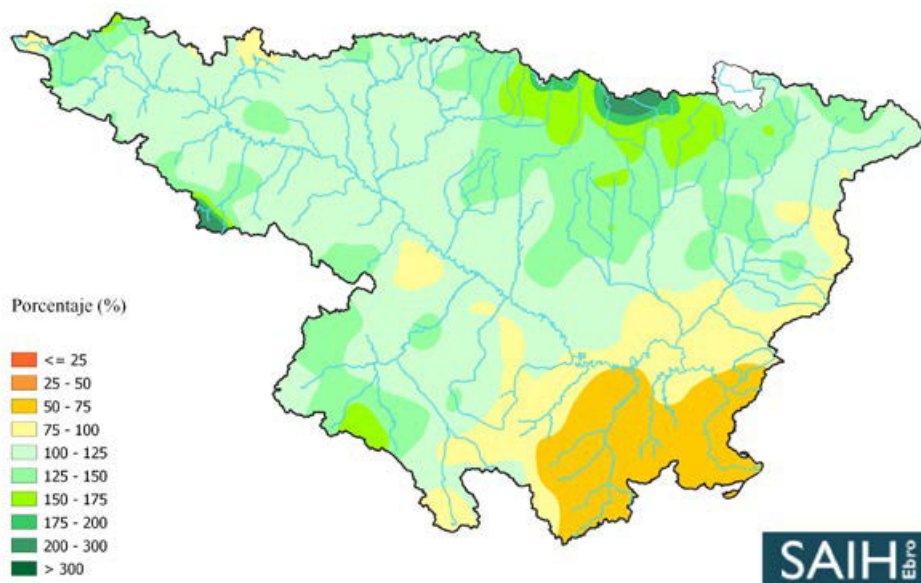 Porcentaje (%)
<= 25
25 - 50
50 - 75
75 - 100
100 - 125
125 - 150
150 - 175
175 - 200
200 - 300
> 300
SAIH Ebro